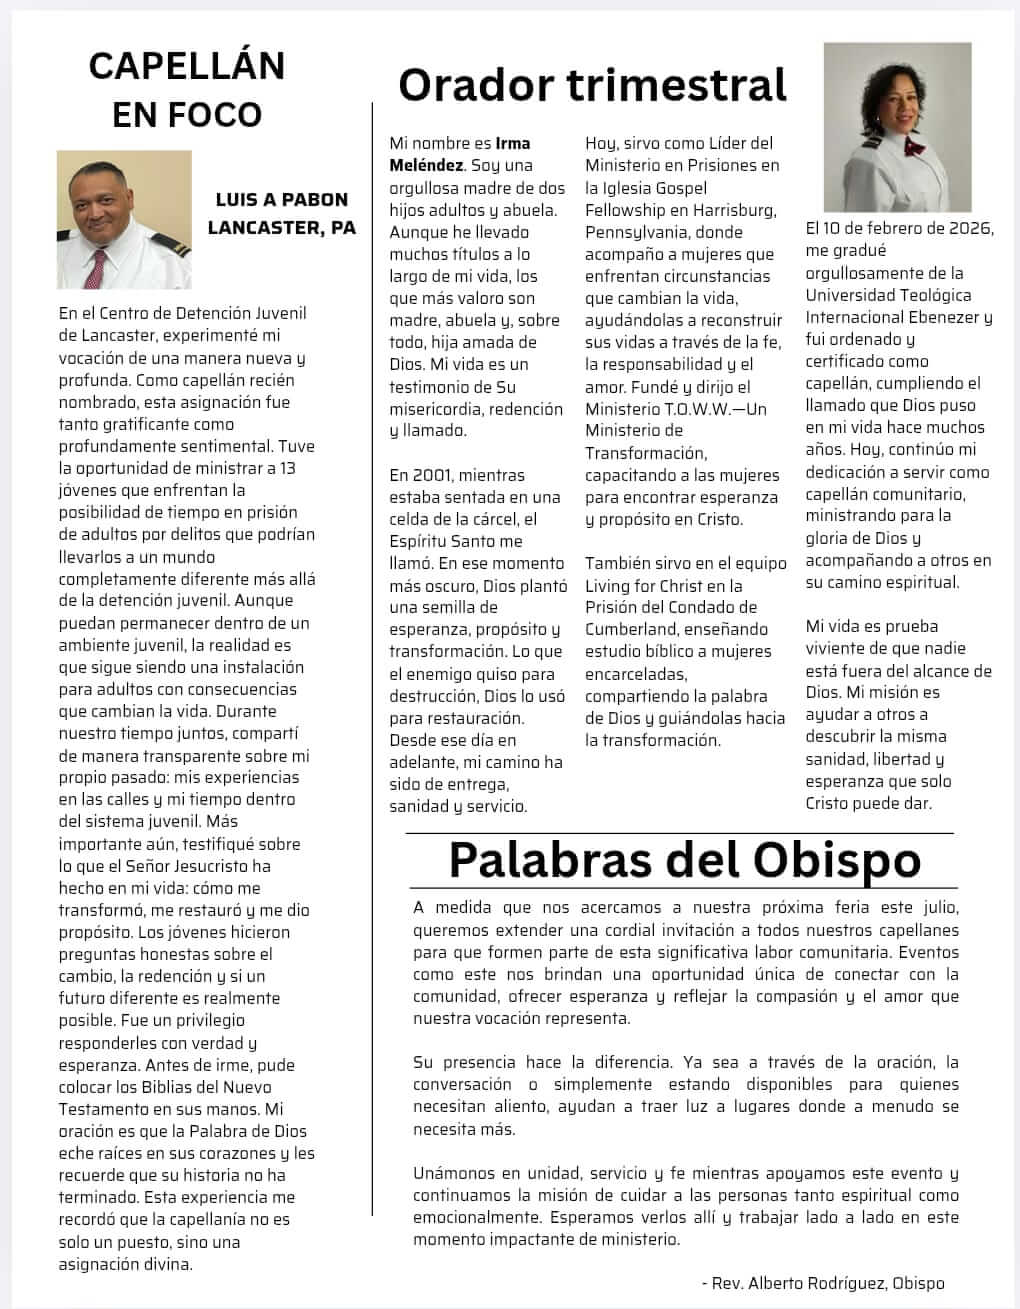 CAPELLÁN
EN FOCO
LUIS A PABON
LANCASTER, PA
En el Centro de Detención Juvenil
de Lancaster, experimenté mi
vocación de una manera nueva y
profunda. Como capellán recién
nombrado, esta asignación fue
tanto gratificante como
profundamente sentimental. Tuve
la oportunidad de ministrar a 13
jóvenes que enfrentan la
posibilidad de tiempo en prisión
de adultos por delitos que podrían
llevarlos a un mundo
completamente diferente más allá
de la detención juvenil. Aunque
puedan permanecer dentro de un
ambiente juvenil, la realidad es
que sigue siendo una instalación
para adultos con consecuencias
que cambian la vida. Durante
nuestro tiempo juntos, compartí
de manera transparente sobre mi
propio pasado: mis experiencias
en las calles y mi tiempo dentro
del sistema juvenil. Más
importante aún, testifiqué sobre
lo que el Señor Jesucristo ha
hecho en mi vida: cómo me
transformó, me restauró y me dio
propósito. Los jóvenes hicieron
preguntas honestas sobre el
cambio, la redención y si un
futuro diferente es realmente
posible. Fue un privilegio
responderles con verdad y
esperanza. Antes de irme, pude
colocar los Biblias del Nuevo
Testamento en sus manos. Mi
oración es que la Palabra de Dios
eche raíces en sus corazones y les
recuerde que su historia no ha
terminado. Esta experiencia me
recordó que la capellanía no es
solo un puesto, sino una
asignación divina.
Orador trimestral
Mi nombre es Irma
Meléndez. Soy una
orgullosa madre de dos
hijos adultos y abuela.
Aunque he llevado
muchos títulos a lo
largo de mi vida, los
que más valoro son
madre, abuela y, sobre
todo, hija amada de
Dios. Mi vida es un
testimonio de Su
misericordia, redención
y llamado.
En 2001, mientras
estaba sentada en una
celda de la cárcel, el
Espíritu Santo me
llamó. En ese momento
más oscuro, Dios plantó
una semilla de
esperanza, propósito y
transformación. Lo que
el enemigo quiso para
destrucción, Dios lo usó
para restauración.
Desde ese día en
adelante, mi camino ha
sido de entrega,
sanidad y servicio.
Hoy, sirvo como Líder del
Ministerio en Prisiones en
la Iglesia Gospel
Fellowship en Harrisburg,
Pennsylvania, donde
acompaño a mujeres que
enfrentan circunstancias
que cambian la vida,
ayudándolas a reconstruir
sus vidas a través de la fe,
la responsabilidad y el
amor. Fundé y dirijo el
Ministerio T.O.W.W.—Un
Ministerio de
Transformación,
capacitando a las mujeres
para encontrar esperanza
y propósito en Cristo.
También sirvo en el equipo
Living for Christ en la
Prisión del Condado de
Cumberland, enseñando
estudio bíblico a mujeres
encarceladas,
compartiendo la palabra
de Dios y guiándolas hacia
la transformación.
El 10 de febrero de 2026,
me gradué
orgullosamente de la
Universidad Teológica
Internacional Ebenezer y
fui ordenado y
certificado como
capellán, cumpliendo el
llamado que Dios puso
en mi vida hace muchos
años. Hoy, continúo mi
dedicación a servir como
capellán comunitario,
ministrando para la
gloria de Dios y
acompañando a otros en
su camino espiritual.
Mi vida es prueba
viviente de que nadie
está fuera del alcance de
Dios. Mi misión es
ayudar a otros a
descubrir la misma
sanidad, libertad y
esperanza que solo
Cristo puede dar.
Palabras del Obispo
A medida que nos acercamos a nuestra próxima feria este julio,
queremos extender una cordial invitación a todos nuestros capellanes
para que formen parte de esta significativa labor comunitaria. Eventos
como este nos brindan una oportunidad única de conectar con la
comunidad, ofrecer esperanza y reflejar la compasión y el amor que
nuestra vocación representa.
Su presencia hace la diferencia. Ya sea a través de la oración, la
conversación o simplemente estando disponibles para quienes
necesitan aliento, ayudan a traer luz a lugares donde a menudo se
necesita más.
Unámonos en unidad, servicio y fe mientras apoyamos este evento y
continuamos la misión de cuidar a las personas tanto espiritual como
emocionalmente. Esperamos verlos allí y trabajar lado a lado en este
momento impactante de ministerio.
- Rev. Alberto Rodríguez, Obispo